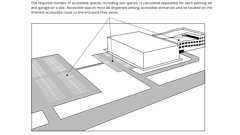 The required number of accessible spaces, including van spaces, is calculated separately for each parking lot
and garage on a site. Accessible spaces must be dispersed among accessible entrances and be located on the
shortest accessible route to the entrance they serve.